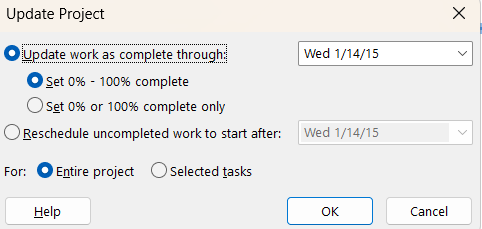 Update Project
Update work as complete through: Wed 1/14/15
Set 0% - 100% complete
Set 0% or 100% complete only
Reschedule uncompleted work to start after: Wed 1/14/15
For: Entire project Selected tasks
Help OK Cancel